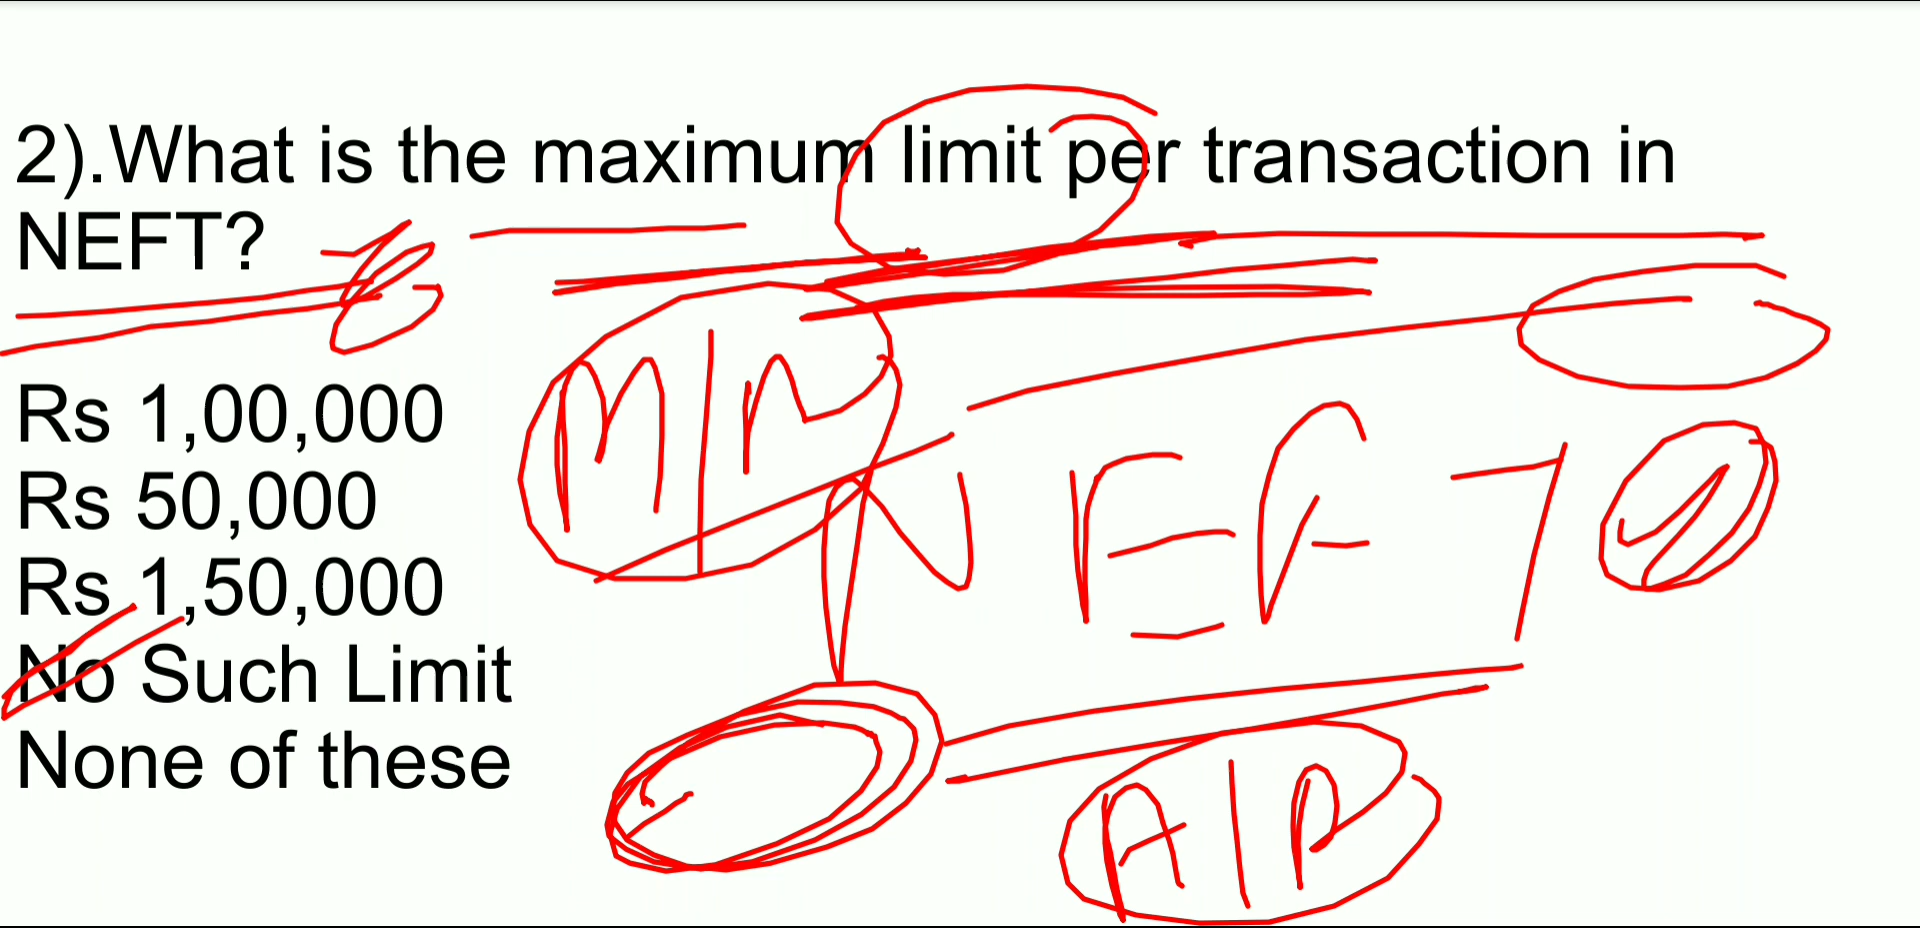 2).What is the maximum limit per transaction in
NEFT?
Rs 1,00,000
Rs 50,000
Rs 1,50,000
No Such Limit
None of these
MIN
NEFT